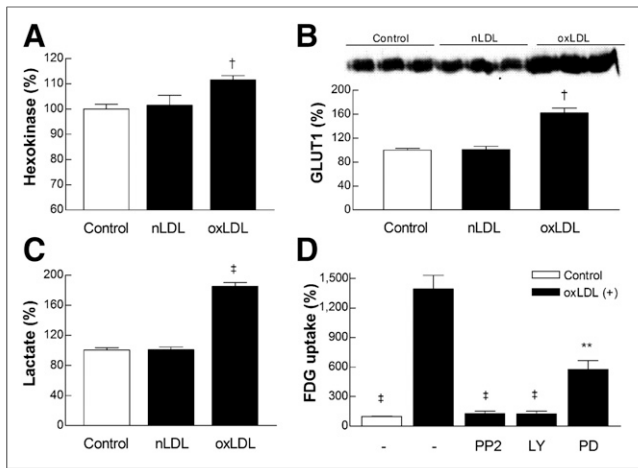 A
Hexokinase (%)
120
110
100
90
80
70
60
†
Control nLDL oxLDL
B
Control nLDL oxLDL
GLUT1 (%)
200
160
120
80
40
0
†
Control nLDL oxLDL
C
Lactate (%)
200
160
120
80
40
0
‡
Control nLDL oxLDL
D
FDG uptake (%)
1,500
1,200
900
600
300
0
Control
oxLDL (+)
‡ ‡ ‡ **
- - PP2 LY PD